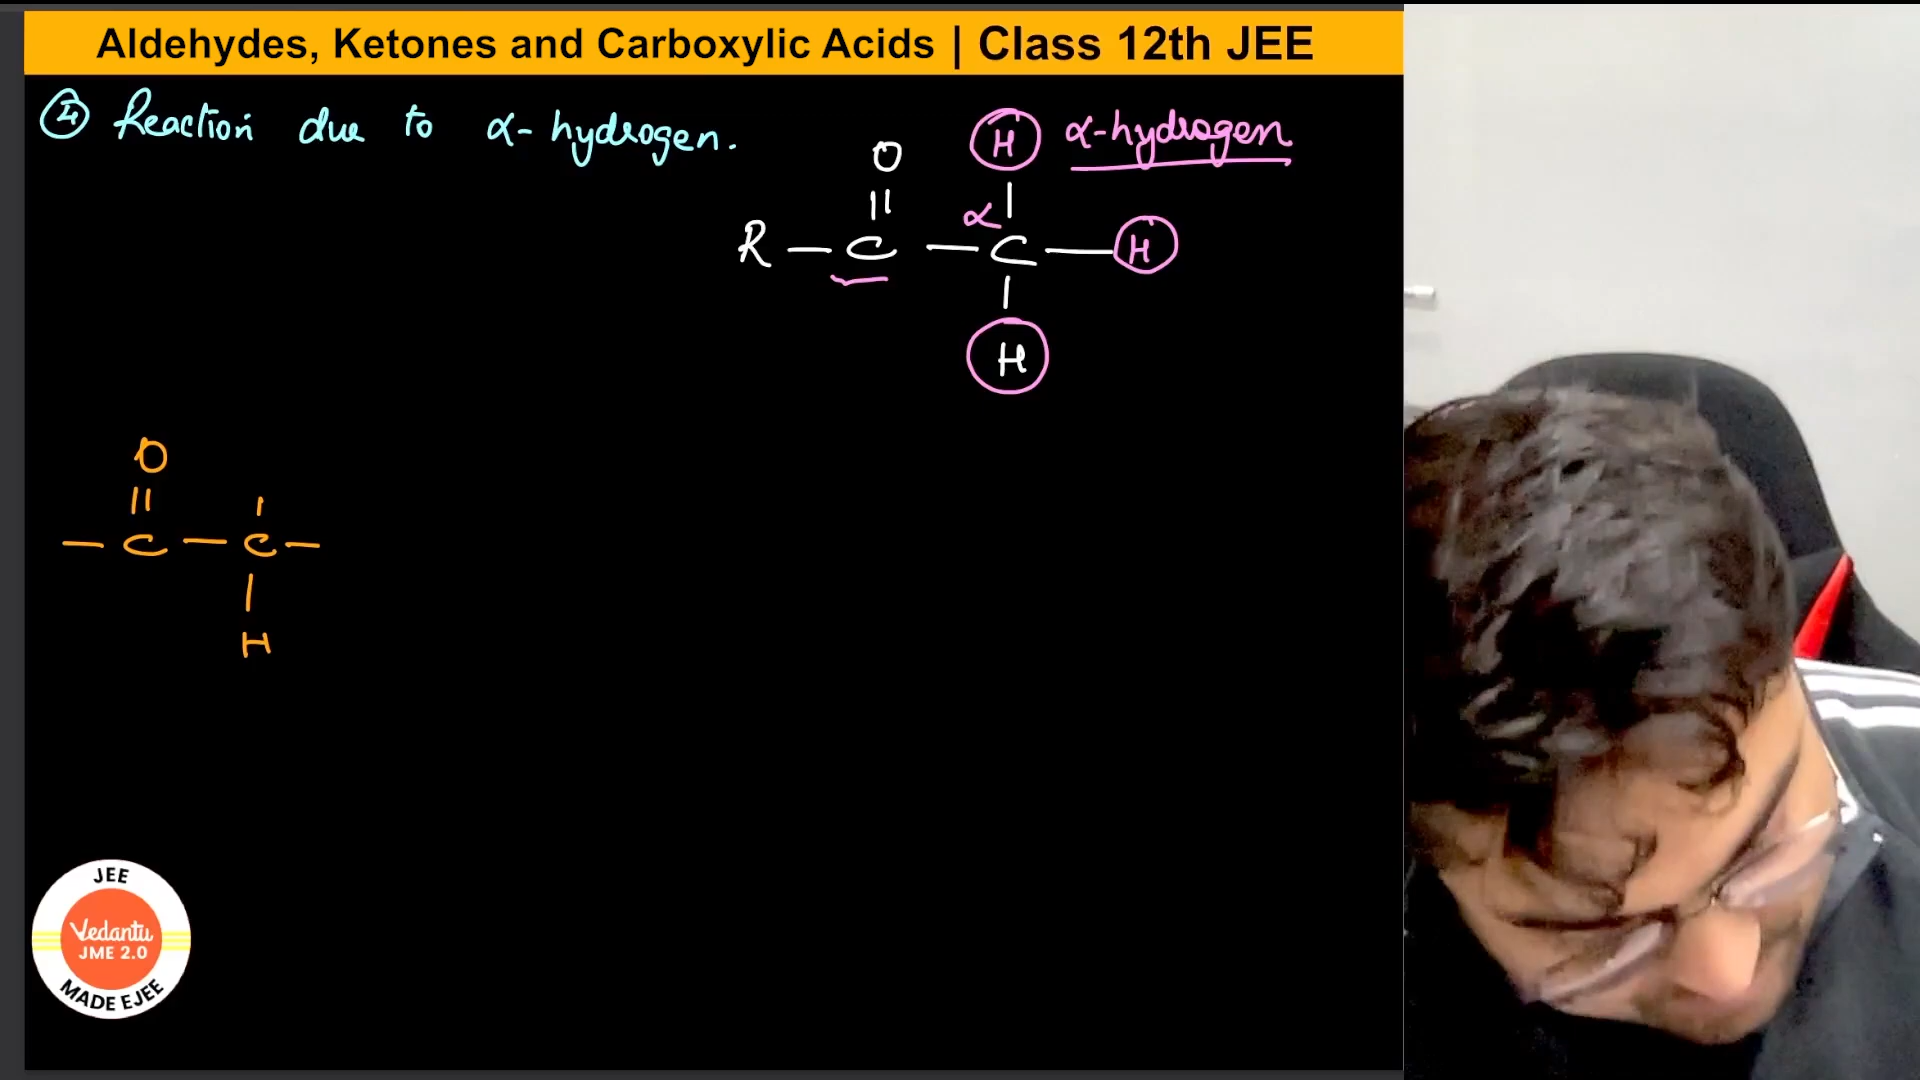 Aldehydes, Ketones and Carboxylic Acids | Class 12th JEE
④ Reaction due to α-hydrogen.
α-hydrogen
O H
||
α |
R — C — C — H
|
H
O
|| |
— C — C —
|
H
JEE
Vedantu
JME 2.0
MADE EJEE